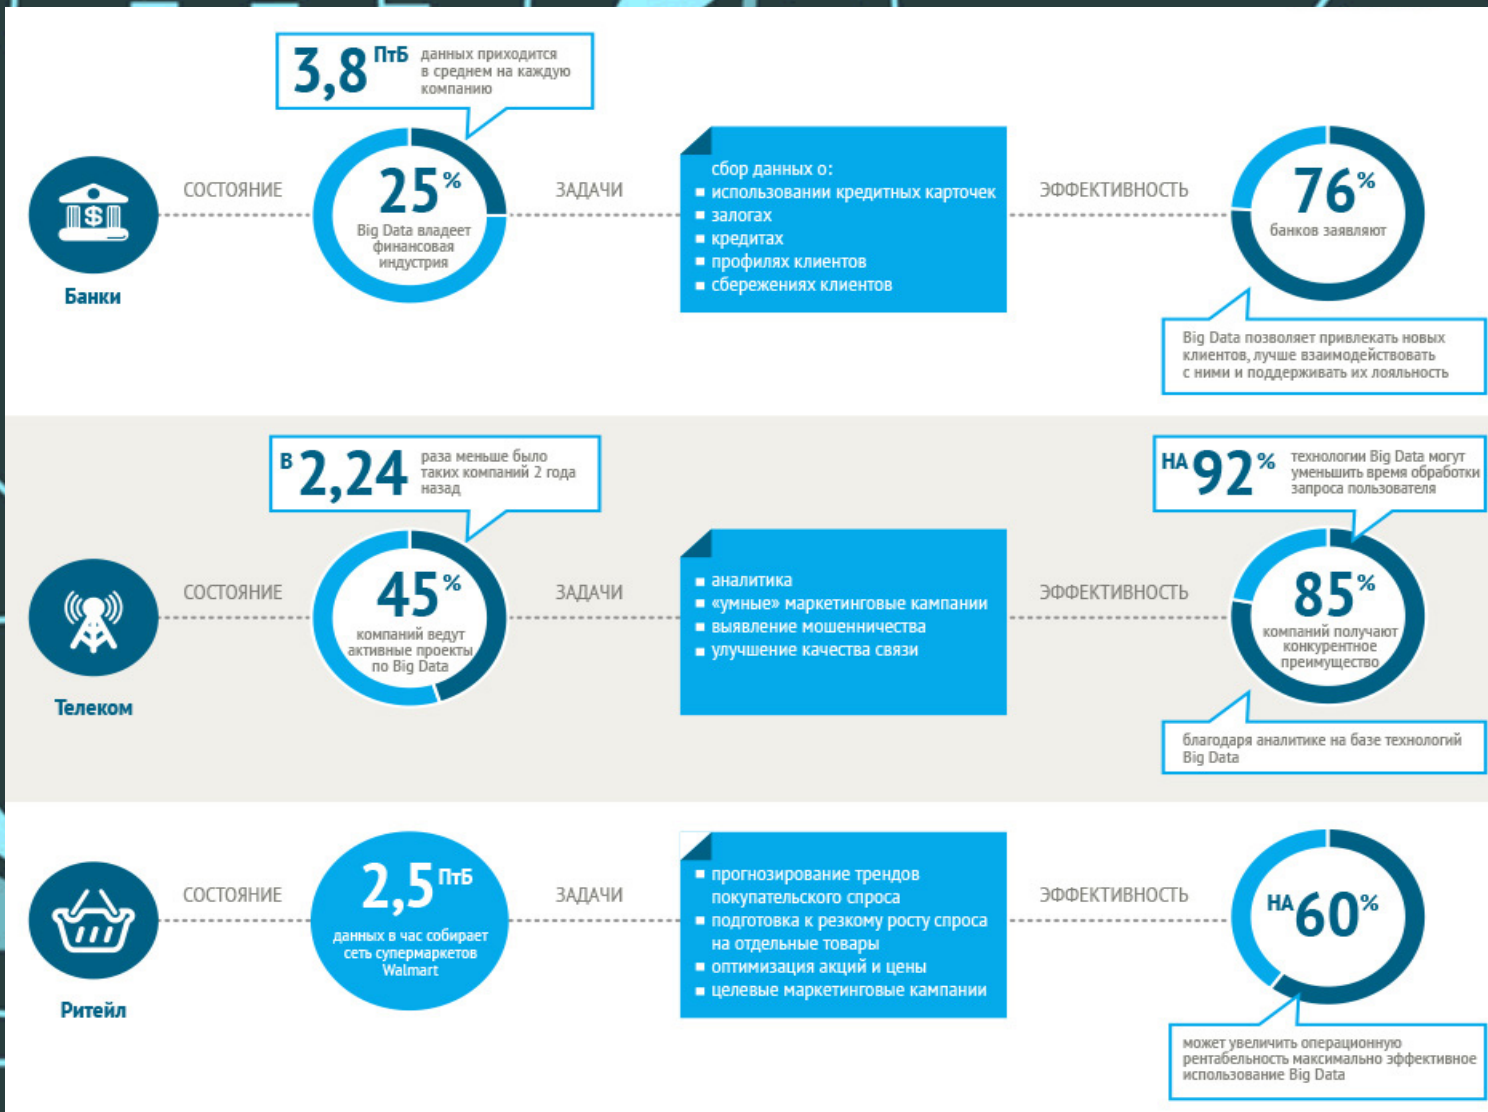 3,8 ПтБ
данных приходится
в среднем на каждую
компанию
Банки
СОСТОЯНИЕ
25%
Big Data владеет
финансовая
индустрия
ЗАДАЧИ
сбор данных о:
использовании кредитных карточек
залогах
кредитах
профилях клиентов
сбережениях клиентов
ЭФФЕКТИВНОСТЬ
76%
банков заявляют
Big Data позволяет привлекать новых
клиентов, лучше взаимодействовать
с ними и поддерживать их лояльность
В 2,24
раза меньше было
таких компаний 2 года
назад
Телеком
СОСТОЯНИЕ
45%
компаний ведут
активные проекты
по Big Data
ЗАДАЧИ
аналитика
«умные» маркетинговые кампании
выявление мошенничества
улучшение качества связи
ЭФФЕКТИВНОСТЬ
НА 92%
технологии Big Data могут
уменьшить время обработки
запроса пользователя
85%
компаний получают
конкурентное
преимущество
благодаря аналитике на базе технологий
Big Data
Ритейл
СОСТОЯНИЕ
2,5 ПтБ
данных в час собирает
сеть супермаркетов
Walmart
ЗАДАЧИ
прогнозирование трендов
покупательского спроса
подготовка к резкому росту спроса
на отдельные товары
оптимизация акций и цены
целевые маркетинговые кампании
ЭФФЕКТИВНОСТЬ
НА 60%
может увеличить операционную
рентабельность максимально эффективное
использование Big Data